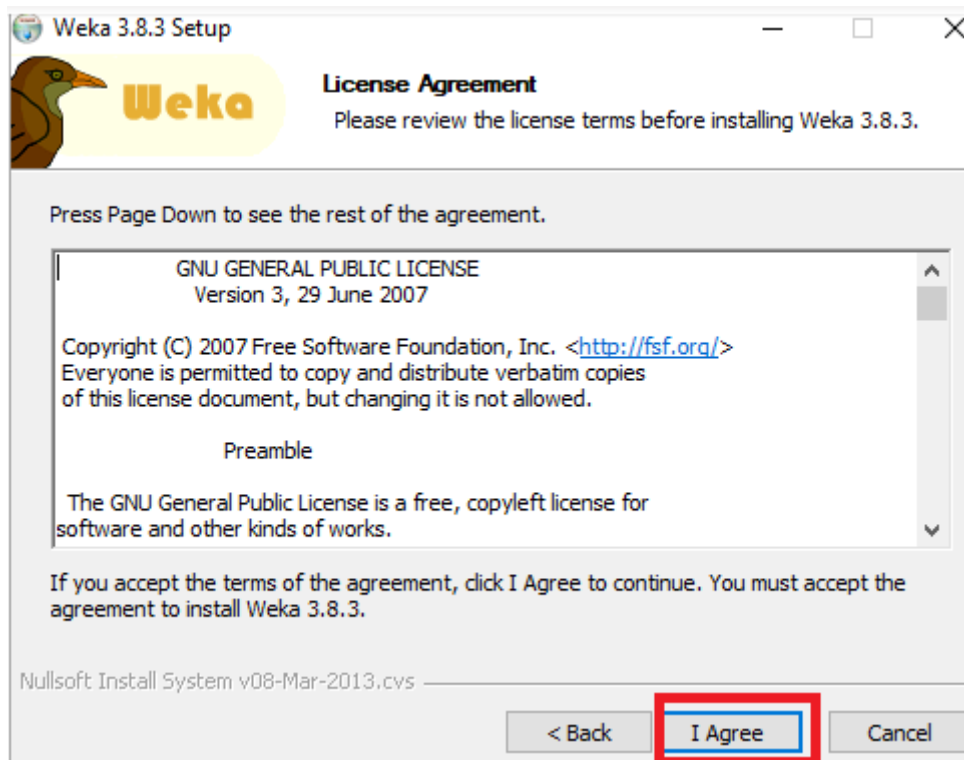 Weka 3.8.3 Setup
Weka
License Agreement
Please review the license terms before installing Weka 3.8.3.
Press Page Down to see the rest of the agreement.
GNU GENERAL PUBLIC LICENSE
Version 3, 29 June 2007
Copyright (C) 2007 Free Software Foundation, Inc. <http://fsf.org/>
Everyone is permitted to copy and distribute verbatim copies
of this license document, but changing it is not allowed.
Preamble
The GNU General Public License is a free, copyleft license for
software and other kinds of works.
If you accept the terms of the agreement, click I Agree to continue. You must accept the
agreement to install Weka 3.8.3.
Nullsoft Install System v08-Mar-2013.cvs
< Back I Agree Cancel